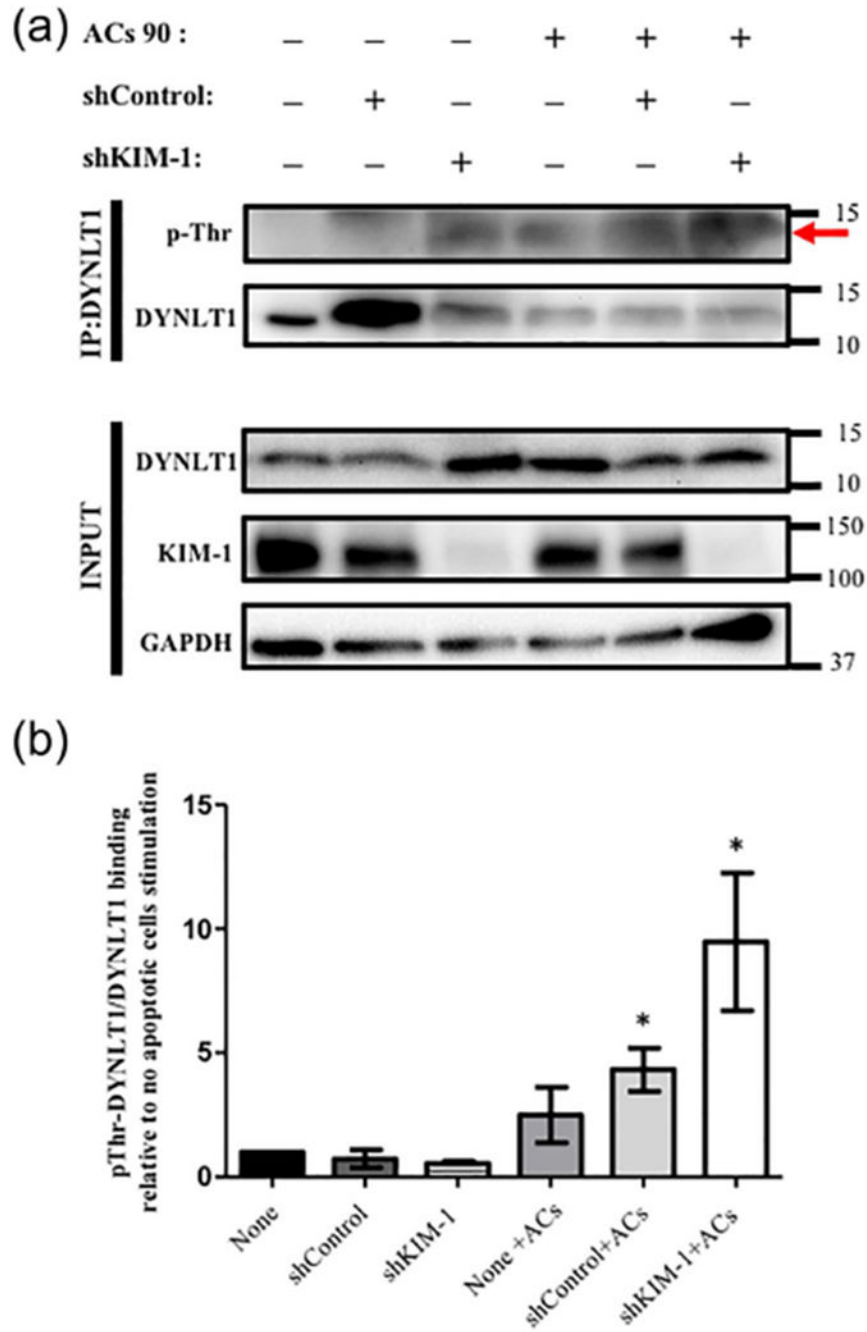 (a) ACs 90 : – – – + + +
shControl: – + – – + –
shKIM-1: – – + – – +
IP:DYNLT1
p-Thr 15
DYNLT1 15
10
INPUT
DYNLT1 15
10
KIM-1 150
100
GAPDH
37
(b)
pThr-DYNLT1/DYNLT1 binding
relative to no apoptotic cells stimulation
15
10
5
0
*
*
None
shControl
shKIM-1
None +ACs
shControl+ACs
shKIM-1+ACs